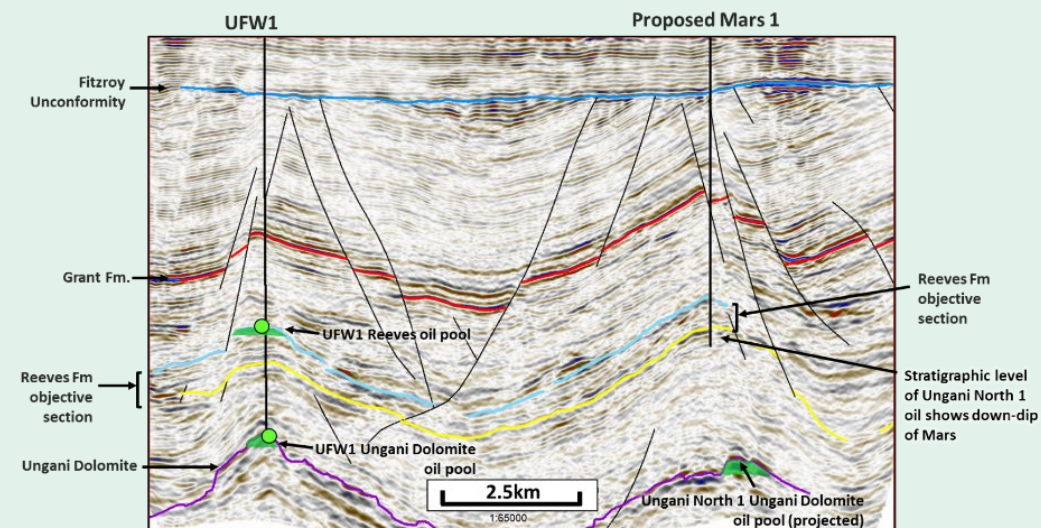 UFW1
Proposed Mars 1
Fitzroy
Unconformity
Grant Fm.
Reeves Fm
objective
section
UFW1 Reeves oil pool
Reeves Fm
objective
section
Stratigraphic level
of Ungani North 1
oil shows down-dip
of Mars
UFW1 Ungani Dolomite
oil pool
Ungani Dolomite
2.5km
1:65000
Ungani North 1 Ungani Dolomite
oil pool (projected)